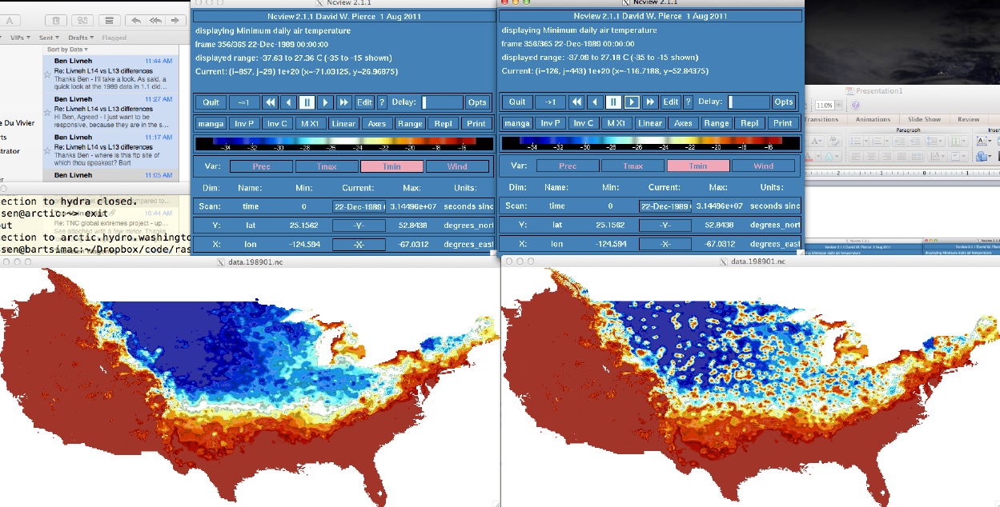 A
VIPs
Sent
Drafts
Flagged
Sort by Date
Ben Livneh
11:44 AM
Re: Livneh L14 vs L13 differences
Thanks Ben - I'll take a look. As said, a
quick look at the 1989 data in 1.1 did…
Ben Livneh
11:27 AM
Re: Livneh L14 vs L13 differences
Hi Ben, Agreed - I just want to be
responsive, because they are in the s…
Ben Livneh
11:17 AM
Re: Livneh L14 vs L13 differences
Thanks - where is this ftp site of
which thou speakest? Bart
Ben Livneh
11:05 AM
e Du Vivier
rts
strator
ection to hydra closed.
sen@arctic:~> exit
out
ection to arctic.hydro.washingto
sen@barts-imac:~/Dropbox/code/ras
10:44 AM
Re: TNC global extremes project - up…
See attached with a few minor. Thanks
Ncview 2.1.1
Ncview 2.1.1 David W. Pierce 1 Aug 2011
displaying Minimum daily air temperature
frame 356/365 22-Dec-1989 00:00:00
displayed range: -37.63 to 27.36 C (-35 to -15 shown)
Current: (i=857, j=29) 1e+20 (x=-71.03125, y=26.96875)
Quit ->1 Edit ? Delay: Opts
manga Inv P Inv C M X1 Linear Axes Range Repl Print
-34 -32 -30 -28 -26 -24 -22 -20 -18 -16
Var: Prec Tmax Tmin Wind
Dim: Name: Min: Current: Max: Units:
Scan: time 0 22-Dec-1989 3.14496e+07 seconds sinc
Y: lat 25.1562 -Y- 52.8438 degrees_nort
X: lon -124.594 -X- -67.0312 degrees_east
Ncview 2.1.1
Ncview 2.1.1 David W. Pierce 1 Aug 2011
displaying Minimum daily air temperature
frame 356/365 22-Dec-1989 00:00:00
displayed range: -37.09 to 27.18 C (-35 to -15 shown)
Current: (i=126, j=443) 1e+20 (x=-116.7188, y=52.84375)
Quit ->1 Edit ? Delay: Opts
manga Inv P Inv C M X1 Linear Axes Range Repl Print
-34 -32 -30 -28 -26 -24 -22 -20 -18 -16
Var: Prec Tmax Tmin Wind
Dim: Name: Min: Current: Max: Units:
Scan: time 0 22-Dec-1989 3.14496e+07 seconds sinc
Y: lat 25.1562 -Y- 52.8438 degrees_nort
X: lon -124.594 -X- -67.0312 degrees_east
Presentation1
110%
ransitions Animations Slide Show Review
Paragraph
Inser
2 1 0 1
Ncview 2.1.1
data.198901.nc
data.198901.nc